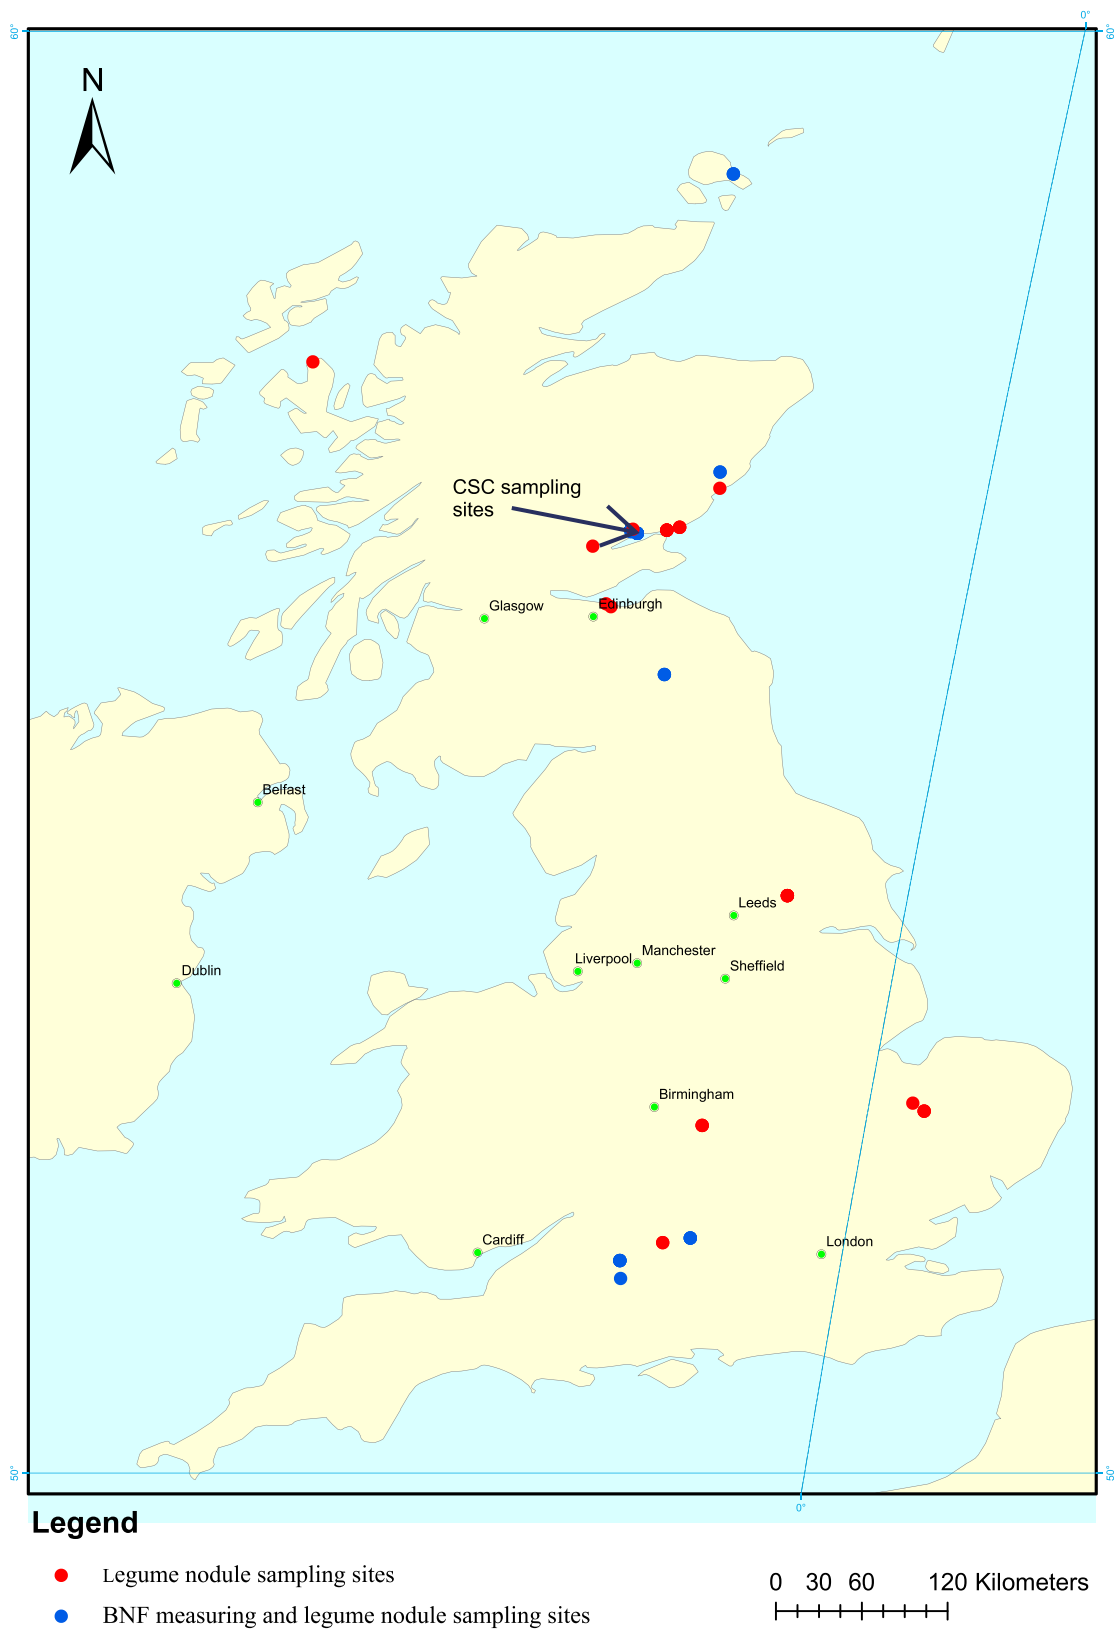 0°
60°
60°
N
CSC sampling
sites
Glasgow
Edinburgh
Belfast
Leeds
Manchester
Liverpool
Sheffield
Dublin
Birmingham
Cardiff
London
50°
50°
0°
Legend
Legume nodule sampling sites
BNF measuring and legume nodule sampling sites
0 30 60 120 Kilometers